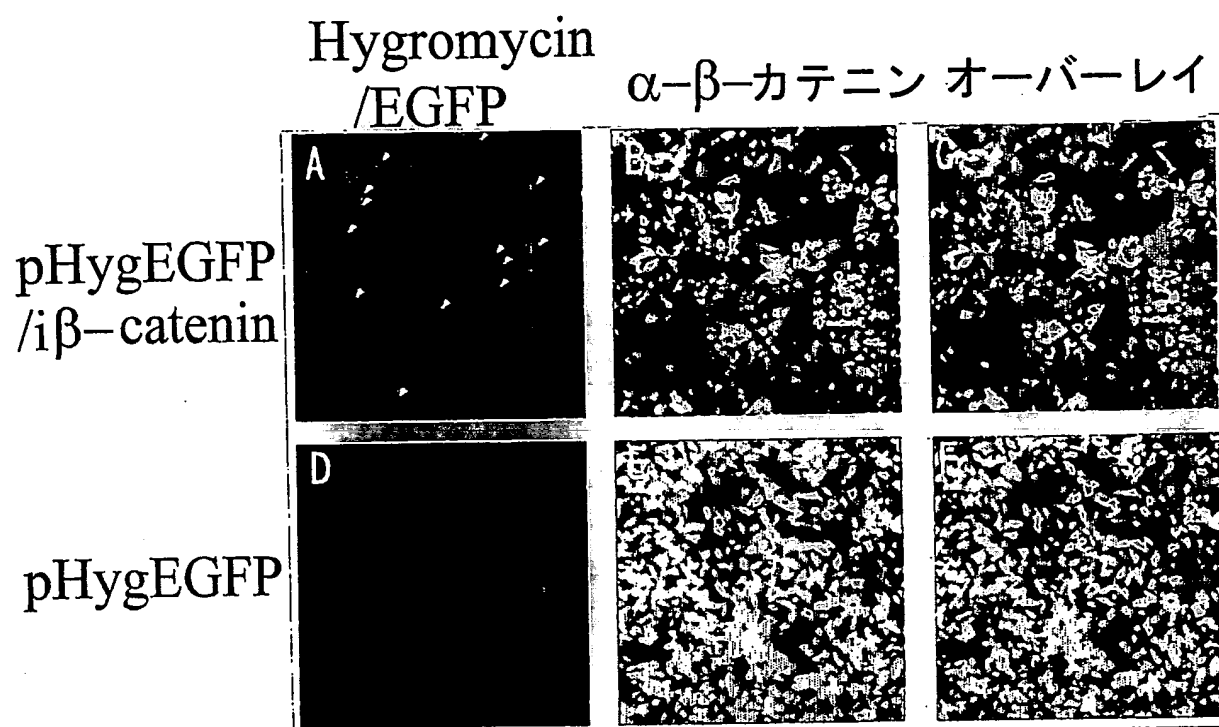 Hygromycin
/EGFP
α-β-カテニン オーバーレイ
A
B
C
pHygEGFP
/iβ-catenin
D
E
F
pHygEGFP